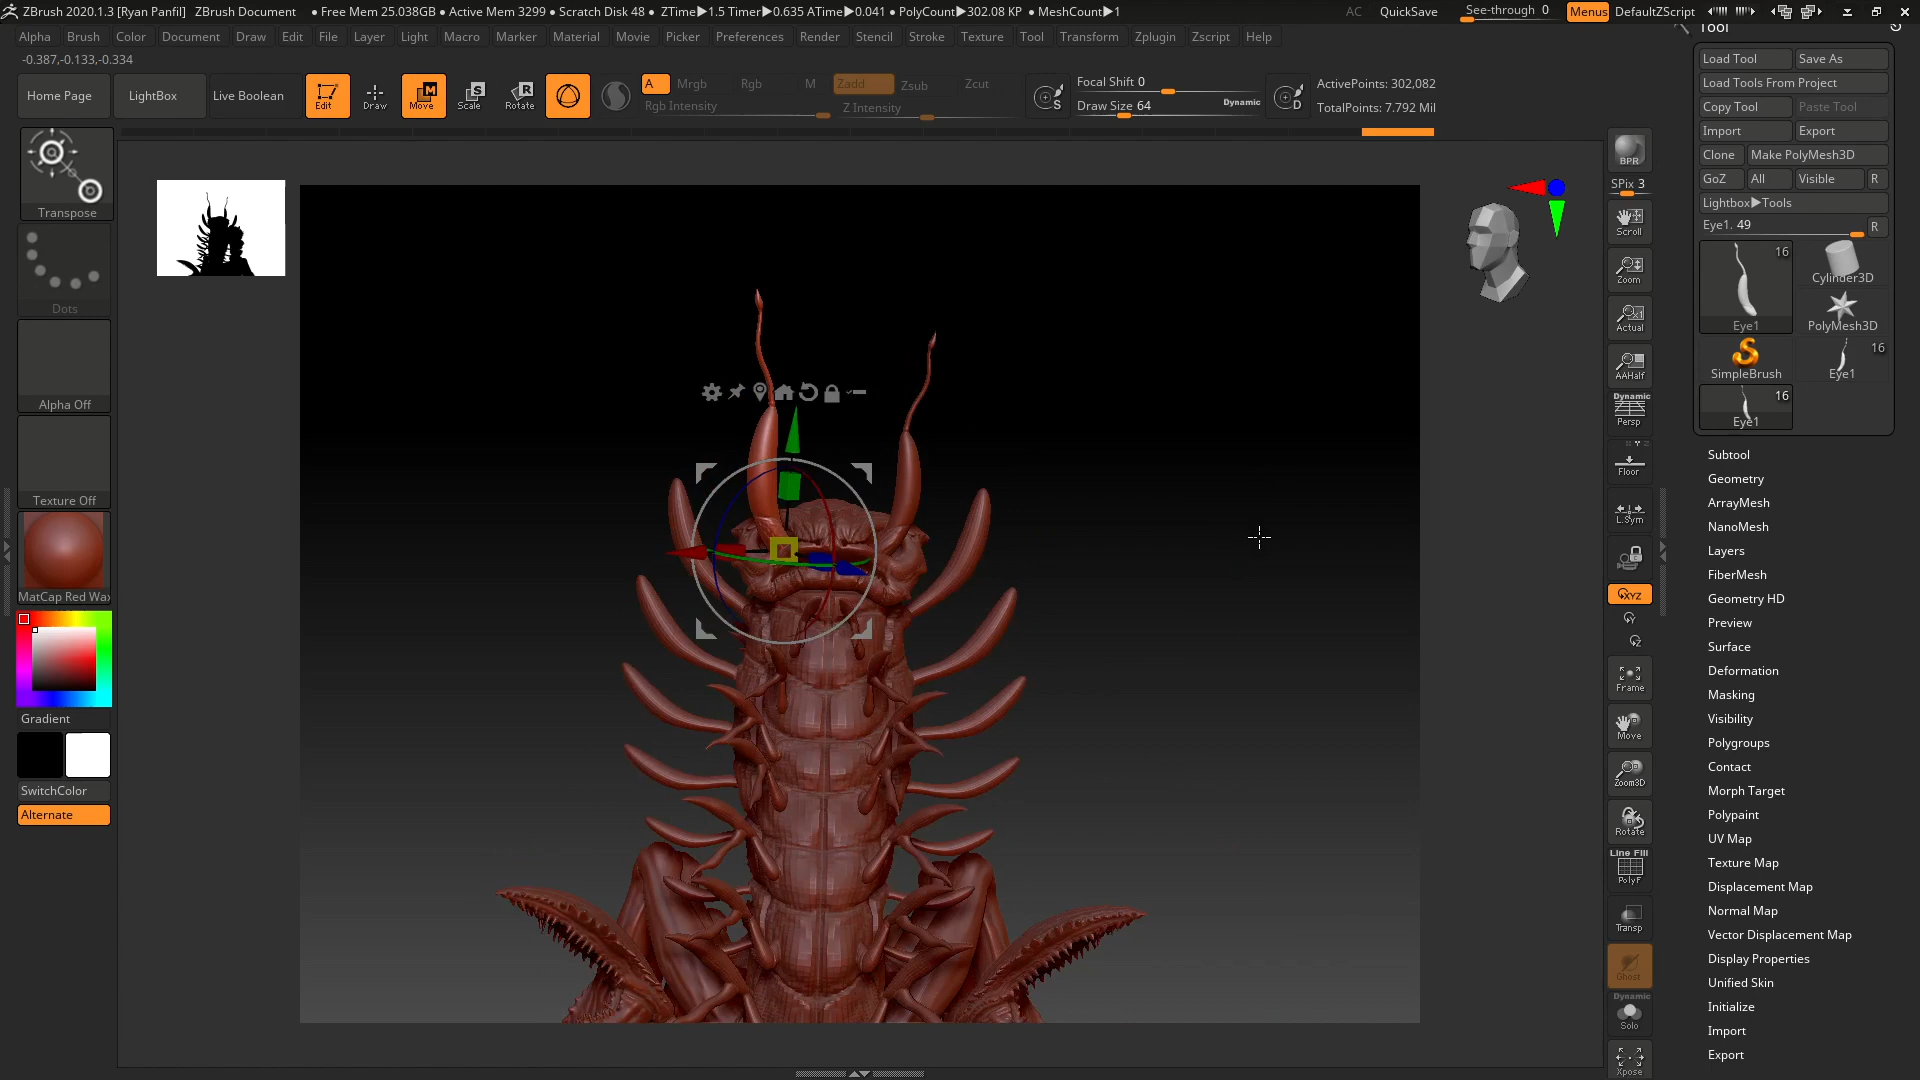 ZBrush 2020.1.3 [Ryan Panfil] ZBrush Document ● Free Mem 25.038GB ● Active Mem 3299 ● Scratch Disk 48 ● ZTime▶1.5 Timer▶0.635 ATime▶0.041 ● PolyCount▶302.08 KP ● MeshCount▶1 AC QuickSave See-through 0 Menus DefaultZScript
Alpha Brush Color Document Draw Edit File Layer Light Macro Marker Material Movie Picker Preferences Render Stencil Stroke Texture Tool Transform Zplugin Zscript Help
-0.387,-0.133,-0.334
Home Page LightBox Live Boolean Edit Draw Move Scale Rotate A Mrgb Rgb M Zadd Zsub Zcut
Rgb Intensity Z Intensity
S Focal Shift 0
Draw Size 64 Dynamic D
ActivePoints: 302,082
TotalPoints: 7.792 Mil
Transpose
Dots
Alpha Off
Texture Off
MatCap Red Wax
Gradient
SwitchColor
Alternate
BPR
SPix 3
Scroll
Zoom
Actual
AAHalf
Dynamic
Persp
Floor
L.Sym
XYZ
Y
Z
Frame
Move
Zoom3D
Rotate
Line Fill
PolyF
Transp
Ghost
Dynamic
Solo
Xpose
Tool
Load Tool Save As
Load Tools From Project
Copy Tool Paste Tool
Import Export
Clone Make PolyMesh3D
GoZ All Visible R
Lightbox▶Tools
Eye1. 49 R
16
Eye1
Cylinder3D
PolyMesh3D
SimpleBrush
16
Eye1
16
Eye1
Subtool
Geometry
ArrayMesh
NanoMesh
Layers
FiberMesh
Geometry HD
Preview
Surface
Deformation
Masking
Visibility
Polygroups
Contact
Morph Target
Polypaint
UV Map
Texture Map
Displacement Map
Normal Map
Vector Displacement Map
Display Properties
Unified Skin
Initialize
Import
Export